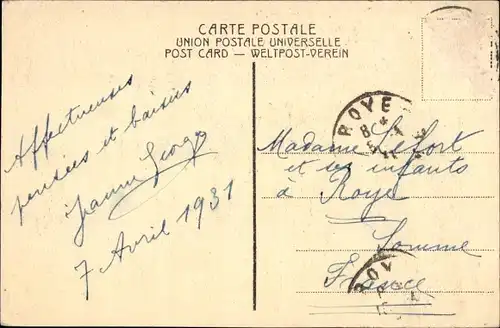 CARTE POSTALE
UNION POSTALE UNIVERSELLE
POST CARD — WELTPOST-VEREIN
Affectueuses
pensées et baisers
7 Avril 1931
ROYE
Madame Lefort
et ses enfants
à Roye
Somme
France
ROY